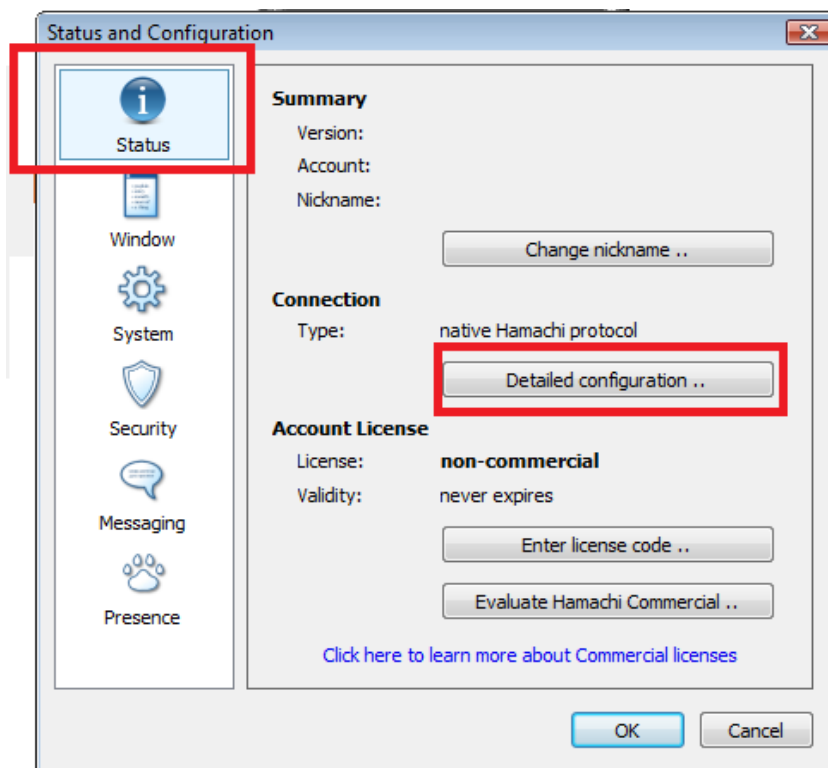 Status and Configuration
Status
Window
System
Security
Messaging
Presence
Summary
Version:
Account:
Nickname:
Change nickname ..
Connection
Type: native Hamachi protocol
Detailed configuration ..
Account License
License: non-commercial
Validity: never expires
Enter license code ..
Evaluate Hamachi Commercial ..
Click here to learn more about Commercial licenses
OK Cancel